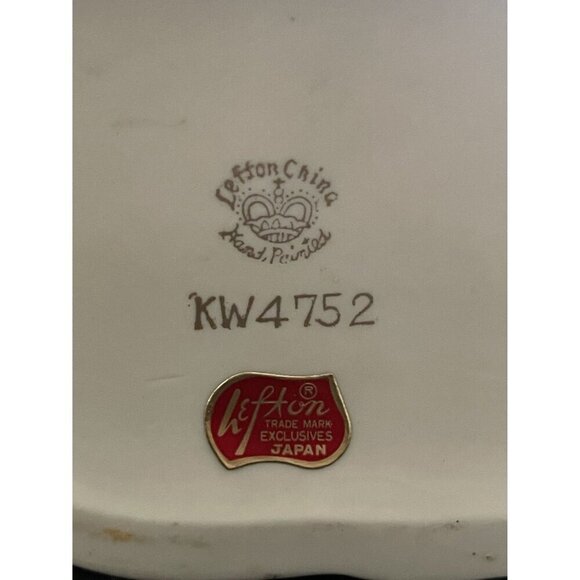 Lefton China
Hand Painted
KW4752
Lefton ®
TRADE MARK
EXCLUSIVES
JAPAN